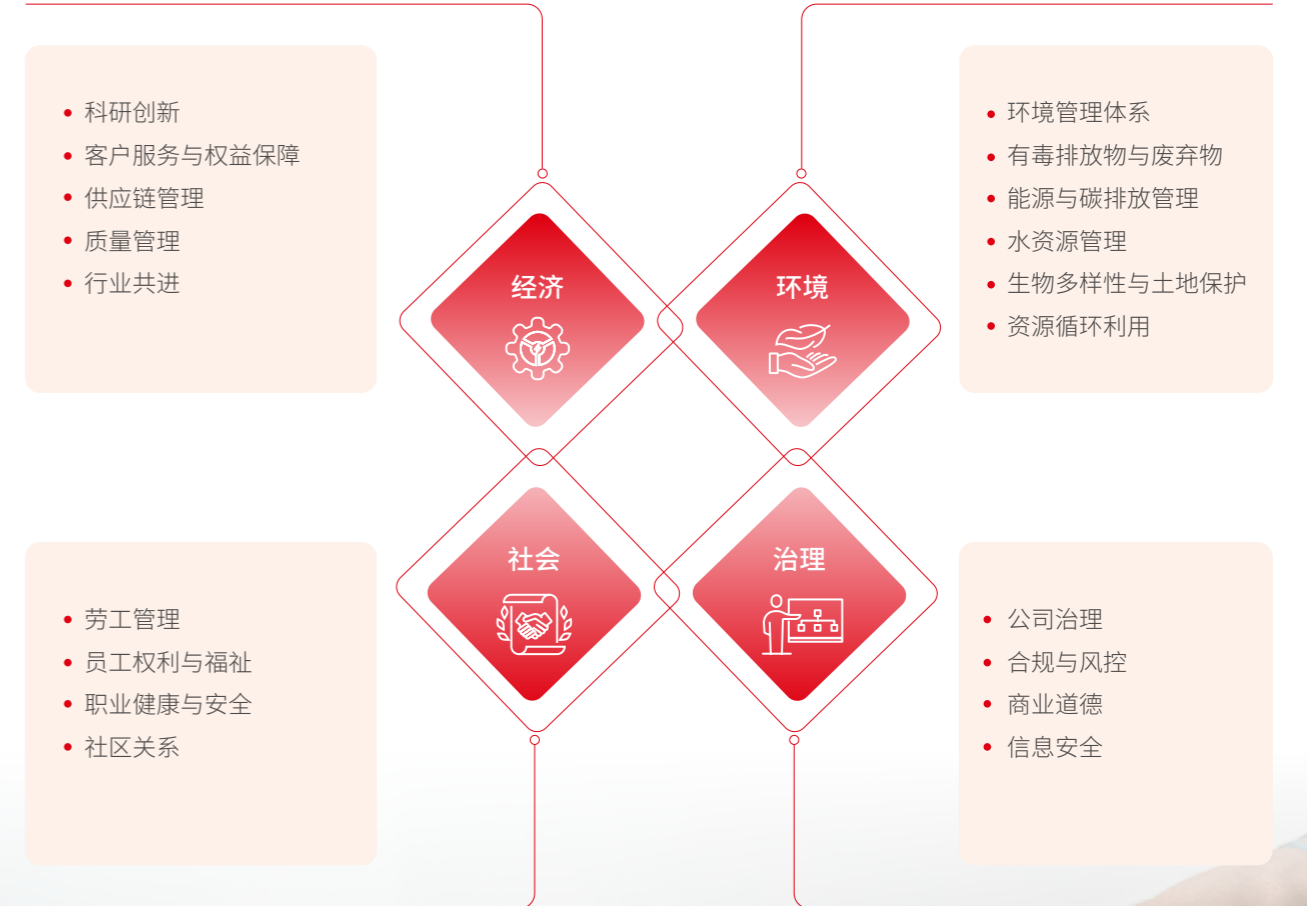 科研创新
客户服务与权益保障
供应链管理
质量管理
行业共进
经济
环境
环境管理体系
有毒排放物与废弃物
能源与碳排放管理
水资源管理
生物多样性与土地保护
资源循环利用
劳工管理
员工权利与福祉
职业健康与安全
社区关系
社会
治理
公司治理
合规与风控
商业道德
信息安全